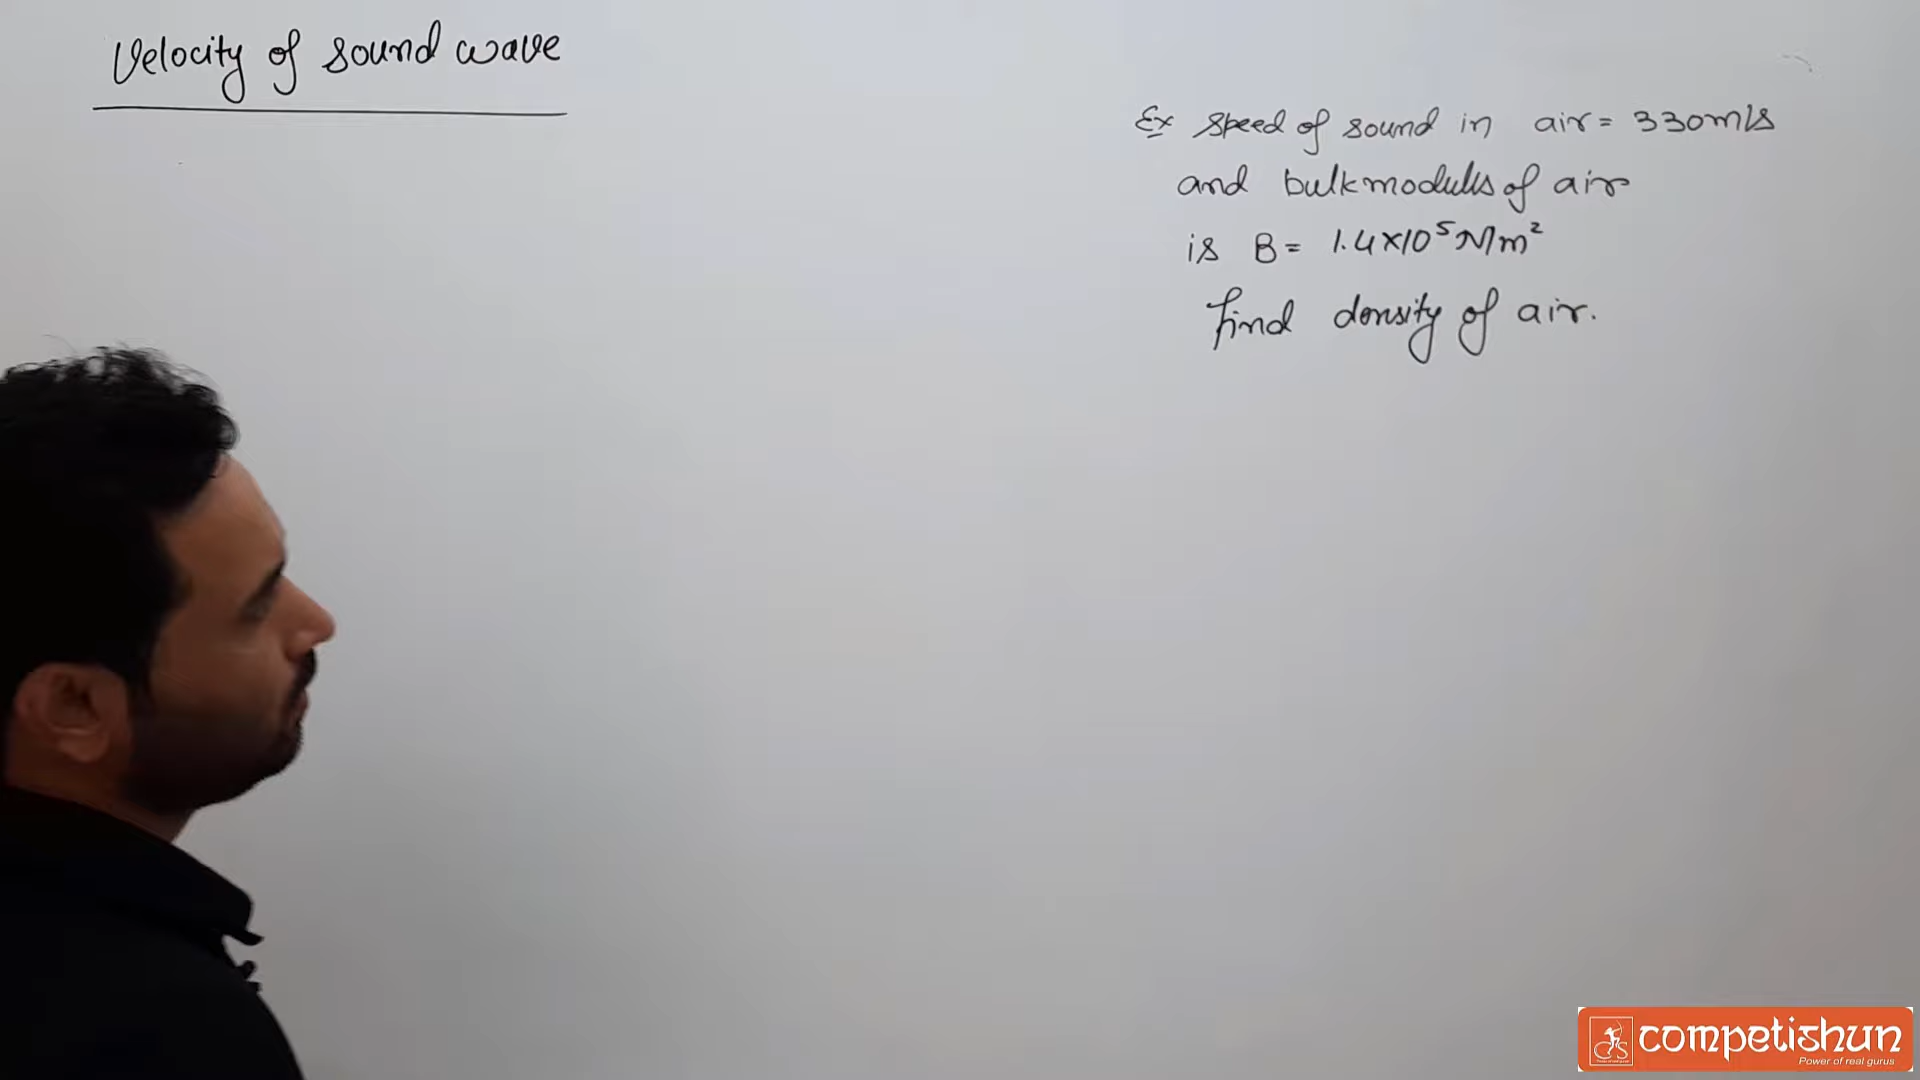 Velocity of sound wave
Ex speed of sound in air = 330m/s
and bulk modulus of air
is B = 1.4×10⁵ N/m²
find density of air.
competishun
Power of real gurus